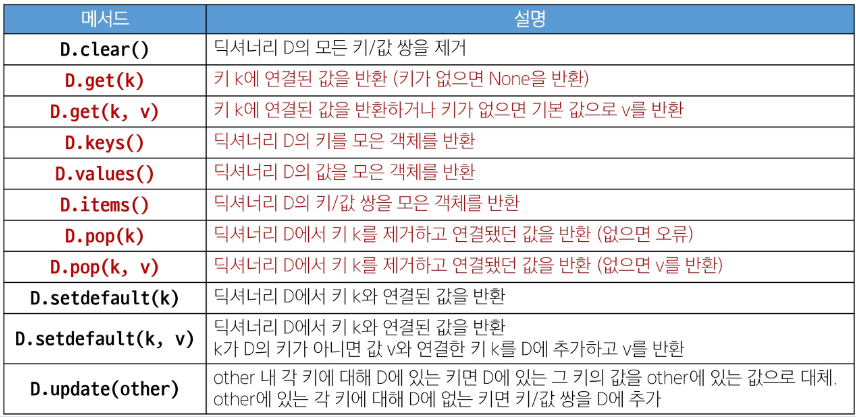 메서드 설명
D.clear() 딕셔너리 D의 모든 키/값 쌍을 제거
D.get(k) 키 k에 연결된 값을 반환 (키가 없으면 None을 반환)
D.get(k, v) 키 k에 연결된 값을 반환하거나 키가 없으면 기본 값으로 v를 반환
D.keys() 딕셔너리 D의 키를 모은 객체를 반환
D.values() 딕셔너리 D의 값을 모은 객체를 반환
D.items() 딕셔너리 D의 키/값 쌍을 모은 객체를 반환
D.pop(k) 딕셔너리 D에서 키 k를 제거하고 연결됐던 값을 반환 (없으면 오류)
D.pop(k, v) 딕셔너리 D에서 키 k를 제거하고 연결됐던 값을 반환 (없으면 v를 반환)
D.setdefault(k) 딕셔너리 D에서 키 k와 연결된 값을 반환
D.setdefault(k, v) 딕셔너리 D에서 키 k와 연결된 값을 반환
k가 D의 키가 아니면 값 v와 연결한 키 k를 D에 추가하고 v를 반환
D.update(other) other 내 각 키에 대해 D에 있는 키면 D에 있는 그 키의 값을 other에 있는 값으로 대체.
other에 있는 각 키에 대해 D에 없는 키면 키/값 쌍을 D에 추가